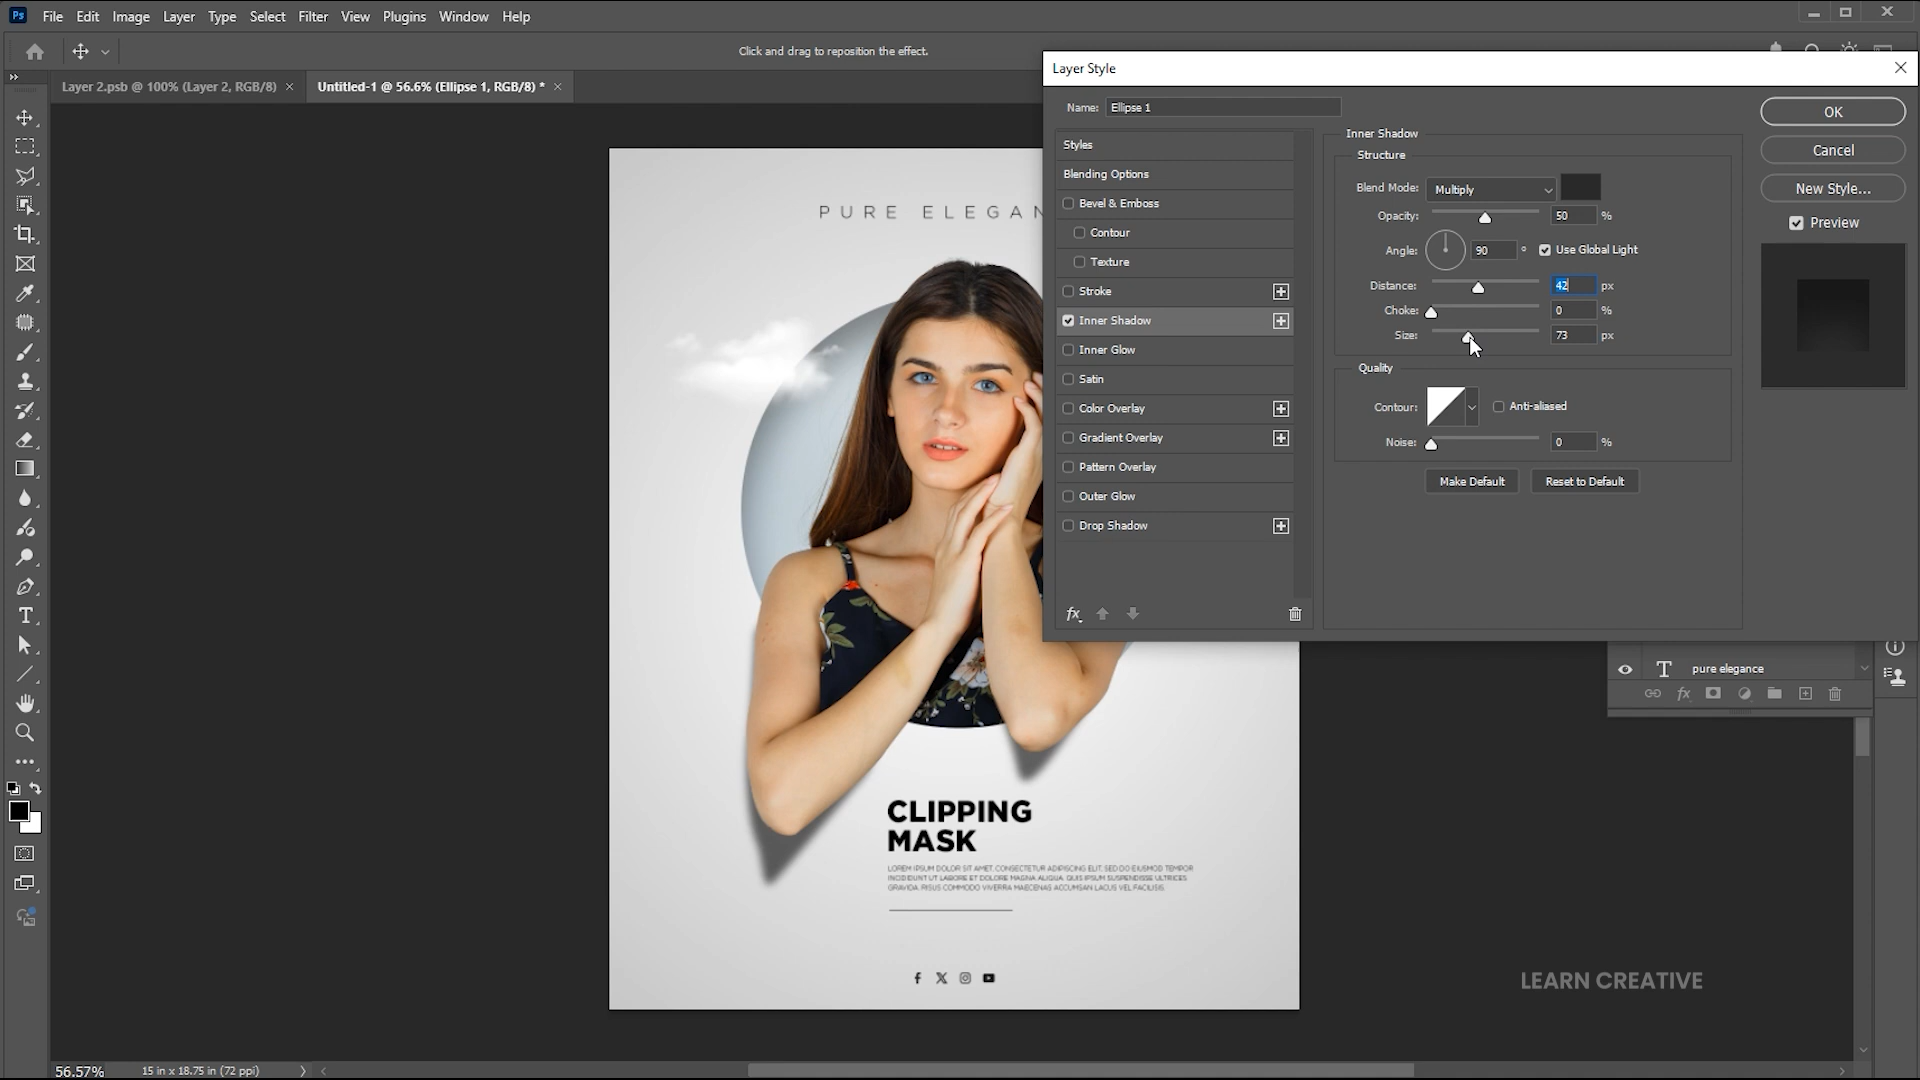 Ps File Edit Image Layer Type Select Filter View Plugins Window Help
Click and drag to reposition the effect.
Layer 2.psb @ 100% (Layer 2, RGB/8) ×
Untitled-1 @ 56.6% (Ellipse 1, RGB/8) * ×
Layer Style
Name: Ellipse 1
Styles
Blending Options
Bevel & Emboss
Contour
Texture
Stroke
Inner Shadow
Inner Glow
Satin
Color Overlay
Gradient Overlay
Pattern Overlay
Outer Glow
Drop Shadow
fx
Inner Shadow
Structure
Blend Mode: Multiply
Opacity: 50 %
Angle: 90 ° Use Global Light
Distance: 42 px
Choke: 0 %
Size: 73 px
Quality
Contour: Anti-aliased
Noise: 0 %
Make Default Reset to Default
OK
Cancel
New Style...
Preview
PURE ELEGAN
CLIPPING
MASK
LOREM IPSUM DOLOR SIT AMET, CONSECTETUR ADIPISCING ELIT, SED DO EIUSMOD TEMPOR
INCIDIDUNT UT LABORE ET DOLORE MAGNA ALIQUA. QUIS IPSUM SUSPENDISSE ULTRICES
GRAVIDA. RISUS COMMODO VIVERRA MAECENAS ACCUMSAN LACUS VEL FACILISIS.
T pure elegance
fx
LEARN CREATIVE
56.57% 15 in x 18.75 in (72 ppi)